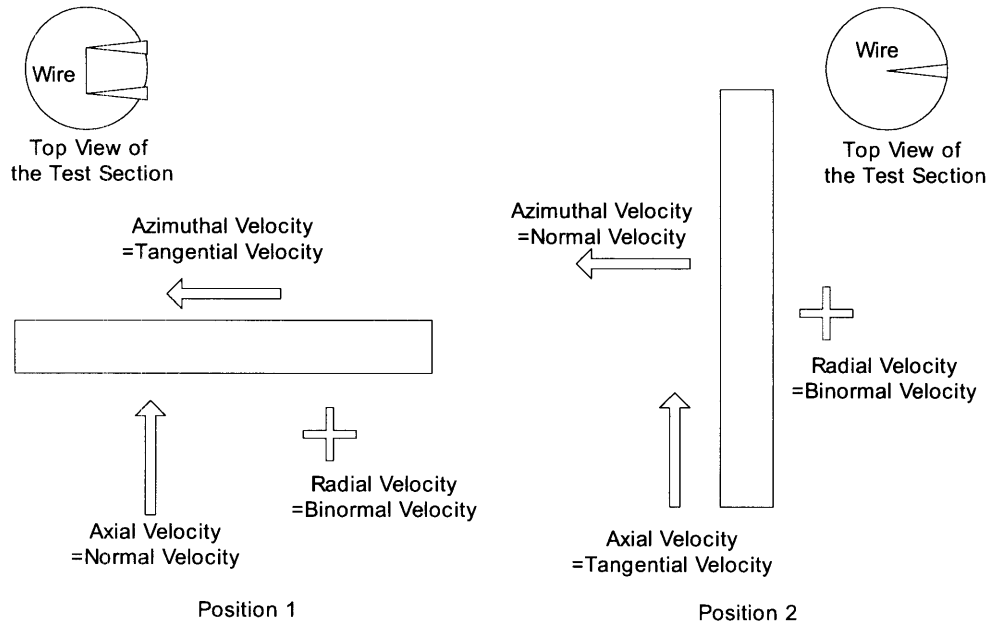 Wire
Top View of
the Test Section
Azimuthal Velocity
=Tangential Velocity
Radial Velocity
=Binormal Velocity
Axial Velocity
=Normal Velocity
Position 1
Wire
Top View of
the Test Section
Azimuthal Velocity
=Normal Velocity
Radial Velocity
=Binormal Velocity
Axial Velocity
=Tangential Velocity
Position 2